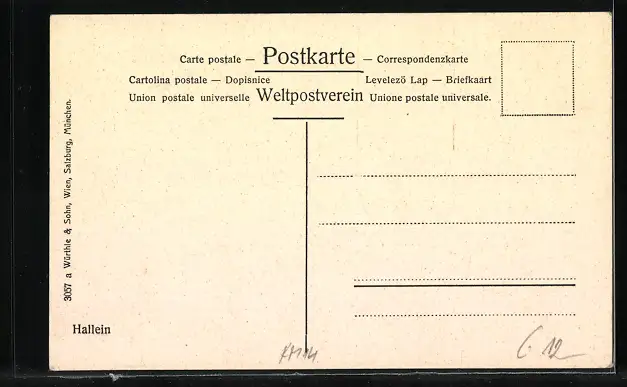 Carte postale — Postkarte — Correspondenzkarte
Cartolina postale — Dopisnice Levelező Lap — Briefkaart
Union postale universelle Weltpostverein Unione postale universale.
3057 a Würthle & Sohn, Wien, Salzburg, München.
Hallein